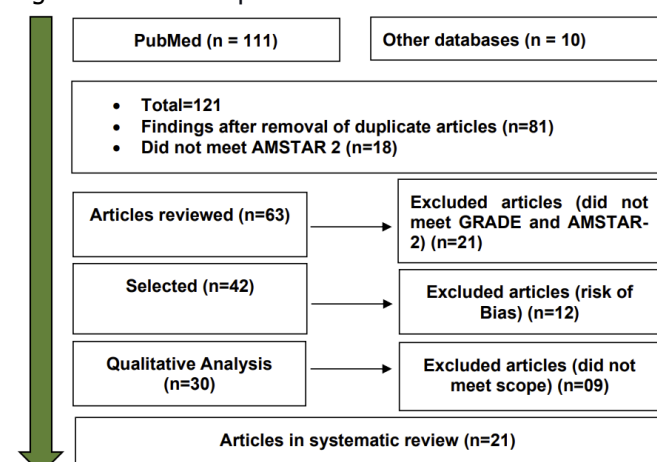 PubMed (n = 111)
Other databases (n = 10)
• Total=121
• Findings after removal of duplicate articles (n=81)
• Did not meet AMSTAR 2 (n=18)
Articles reviewed (n=63)
Excluded articles (did not
meet GRADE and AMSTAR-
2) (n=21)
Selected (n=42)
Excluded articles (risk of
Bias) (n=12)
Qualitative Analysis
(n=30)
Excluded articles (did not
meet scope) (n=09)
Articles in systematic review (n=21)